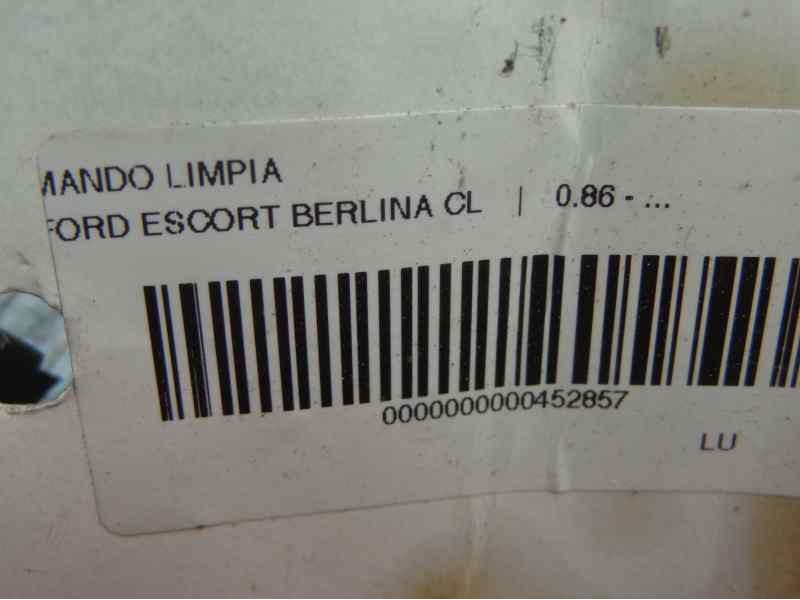 MANDO LIMPIA
FORD ESCORT BERLINA CL | 0.86 - ...
0000000000452857
LU